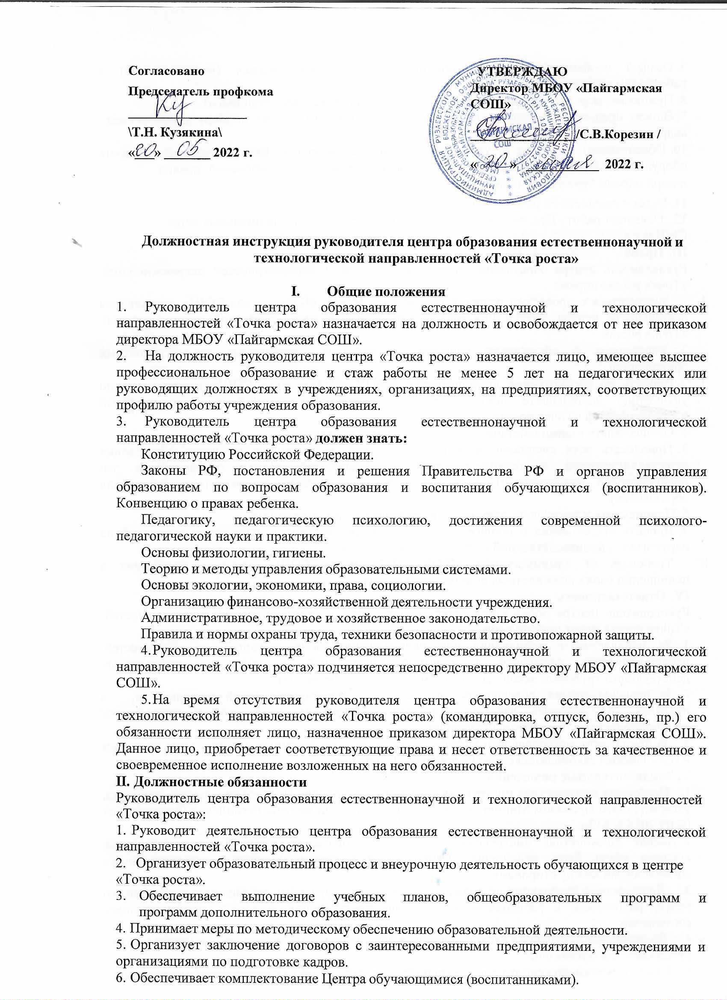 Согласовано
Председатель профкома
\Т.Н. Кузякина\
«20» 05 2022 г.
УТВЕРЖДАЮ
Директор МБОУ «Пайгармская
СОШ»
/С.В.Корезин /
«20» мая 2022 г.
МБОУ
"ПАЙГАРМСКАЯ
СОШ"
Должностная инструкция руководителя центра образования естественнонаучной и
технологической направленностей «Точка роста»
I. Общие положения
1. Руководитель центра образования естественнонаучной и технологической
направленностей «Точка роста» назначается на должность и освобождается от нее приказом
директора МБОУ «Пайгармская СОШ».
2. На должность руководителя центра «Точка роста» назначается лицо, имеющее высшее
профессиональное образование и стаж работы не менее 5 лет на педагогических или
руководящих должностях в учреждениях, организациях, на предприятиях, соответствующих
профилю работы учреждения образования.
3. Руководитель центра образования естественнонаучной и технологической
направленностей «Точка роста» должен знать:
Конституцию Российской Федерации.
Законы РФ, постановления и решения Правительства РФ и органов управления
образованием по вопросам образования и воспитания обучающихся (воспитанников).
Конвенцию о правах ребенка.
Педагогику, педагогическую психологию, достижения современной психолого-
педагогической науки и практики.
Основы физиологии, гигиены.
Теорию и методы управления образовательными системами.
Основы экологии, экономики, права, социологии.
Организацию финансово-хозяйственной деятельности учреждения.
Административное, трудовое и хозяйственное законодательство.
Правила и нормы охраны труда, техники безопасности и противопожарной защиты.
4.Руководитель центра образования естественнонаучной и технологической
направленностей «Точка роста» подчиняется непосредственно директору МБОУ «Пайгармская
СОШ».
5.На время отсутствия руководителя центра образования естественнонаучной и
технологической направленностей «Точка роста» (командировка, отпуск, болезнь, пр.) его
обязанности исполняет лицо, назначенное приказом директора МБОУ «Пайгармская СОШ».
Данное лицо, приобретает соответствующие права и несет ответственность за качественное и
своевременное исполнение возложенных на него обязанностей.
II. Должностные обязанности
Руководитель центра образования естественнонаучной и технологической направленностей
«Точка роста»:
1. Руководит деятельностью центра образования естественнонаучной и технологической
направленностей «Точка роста».
2. Организует образовательный процесс и внеурочную деятельность обучающихся в центре
«Точка роста».
3. Обеспечивает выполнение учебных планов, общеобразовательных программ и
программ дополнительного образования.
4. Принимает меры по методическому обеспечению образовательной деятельности.
5. Организует заключение договоров с заинтересованными предприятиями, учреждениями и
организациями по подготовке кадров.
6. Обеспечивает комплектование Центра обучающимися (воспитанниками).